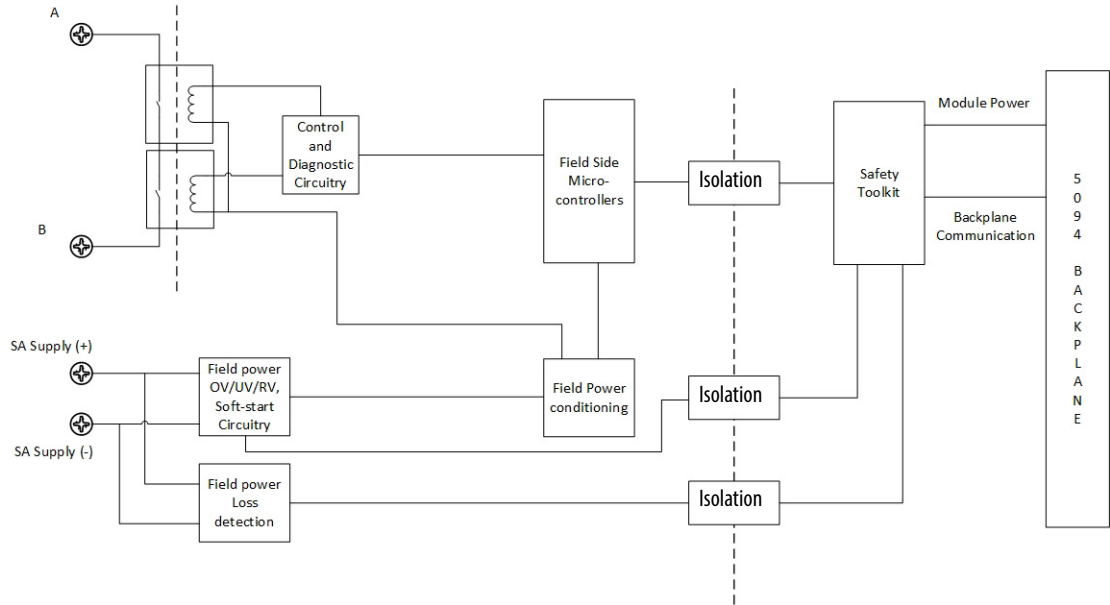 A
B
Control
and
Diagnostic
Circuitry
Field Side
Micro-
controllers
Isolation
Safety
Toolkit
Module Power
Backplane
Communication
5
0
9
4
B
A
C
K
P
L
A
N
E
SA Supply (+)
SA Supply (-)
Field power
OV/UV/RV,
Soft-start
Circuitry
Field Power
conditioning
Isolation
Field power
Loss
detection
Isolation